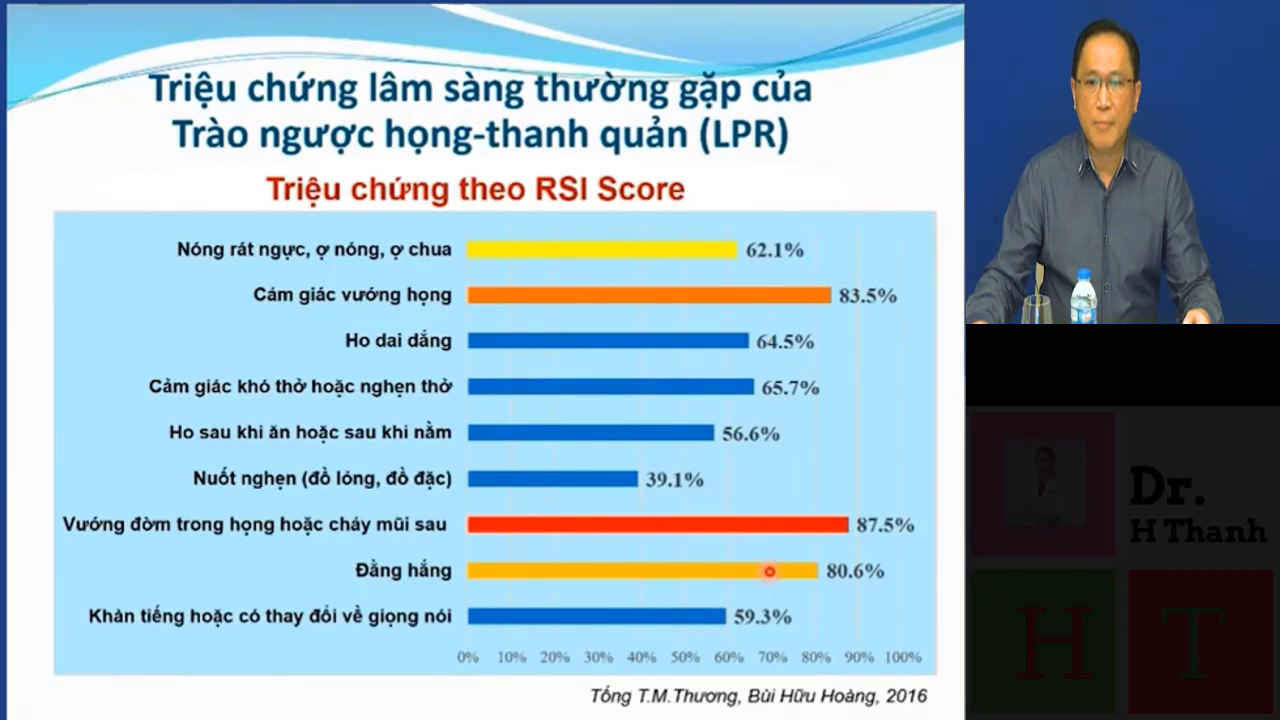 Triệu chứng lâm sàng thường gặp của
Trào ngược họng-thanh quản (LPR)
Triệu chứng theo RSI Score
Nóng rát ngực, ợ nóng, ợ chua 62.1%
Cảm giác vướng họng 83.5%
Ho dai dẳng 64.5%
Cảm giác khó thở hoặc nghẹn thở 65.7%
Ho sau khi ăn hoặc sau khi nằm 56.6%
Nuốt nghẹn (đồ lỏng, đồ đặc) 39.1%
Vướng đờm trong họng hoặc chảy mũi sau 87.5%
Đằng hắng 80.6%
Khàn tiếng hoặc có thay đổi về giọng nói 59.3%
0% 10% 20% 30% 40% 50% 60% 70% 80% 90% 100%
Tống T.M.Thương, Bùi Hữu Hoàng, 2016
Dr.
H Thanh
H T